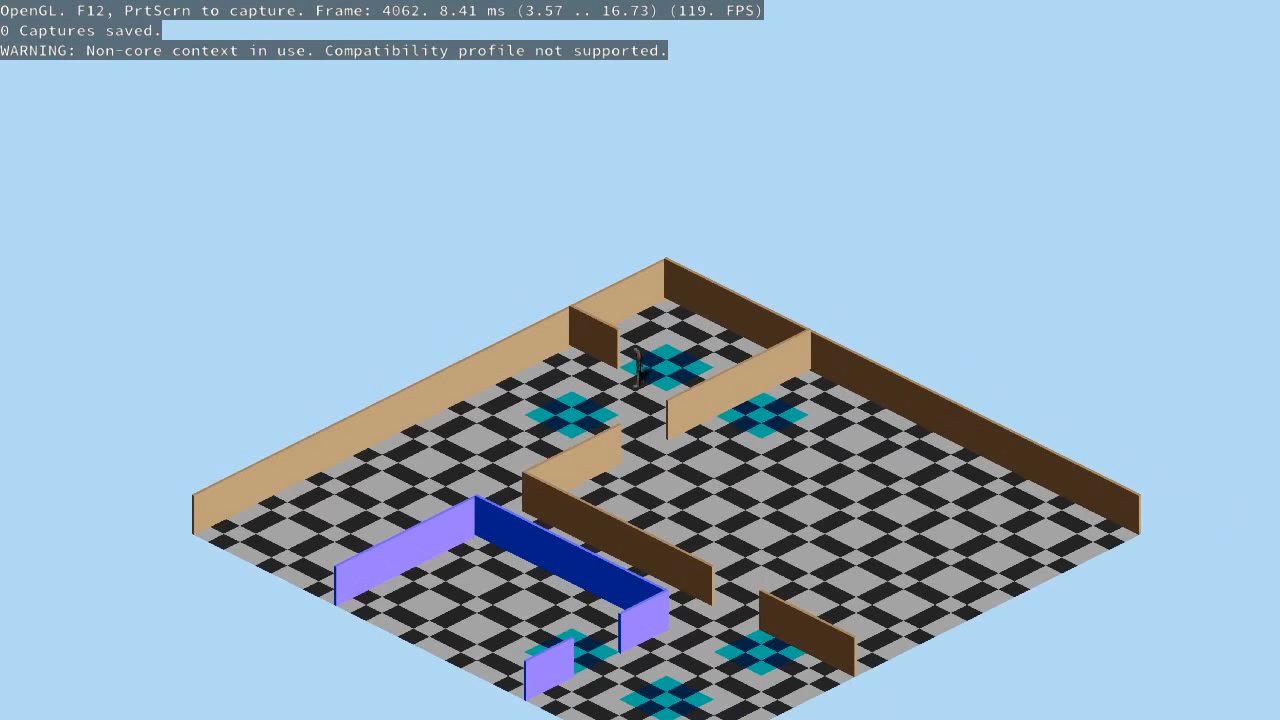 OpenGL. F12, PrtScrn to capture. Frame: 4062. 8.41 ms (3.57 .. 16.73) (119. FPS)
0 Captures saved.
WARNING: Non-core context in use. Compatibility profile not supported.